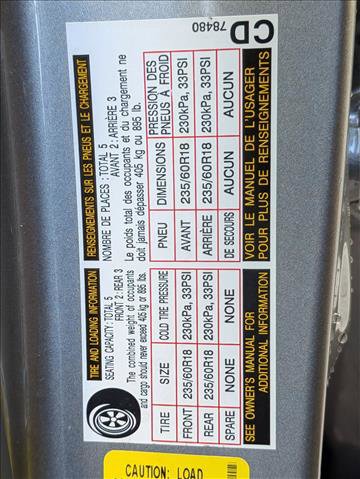 TIRE AND LOADING INFORMATION
SEATING CAPACITY: TOTAL 5
FRONT 2 : REAR 3
The combined weight of occupants
and cargo should never exceed 405 kg or 895 lbs.
TIRE SIZE COLD TIRE PRESSURE
FRONT 235/60R18 230kPa, 33PSI
REAR 235/60R18 230kPa, 33PSI
SPARE NONE NONE
SEE OWNER'S MANUAL FOR
ADDITIONAL INFORMATION
RENSEIGNEMENTS SUR LES PNEUS ET LE CHARGEMENT
NOMBRE DE PLACES : TOTAL 5
AVANT 2 : ARRIÈRE 3
Le poids total des occupants et du chargement ne
doit jamais dépasser 405 kg ou 895 lb.
PNEU DIMENSIONS PRESSION DES
PNEUS À FROID
AVANT 235/60R18 230kPa, 33PSI
ARRIÈRE 235/60R18 230kPa, 33PSI
DE SECOURS AUCUN AUCUN
VOIR LE MANUEL DE L'USAGER
POUR PLUS DE RENSEIGNEMENTS
78480
CD
CAUTION: LOAD